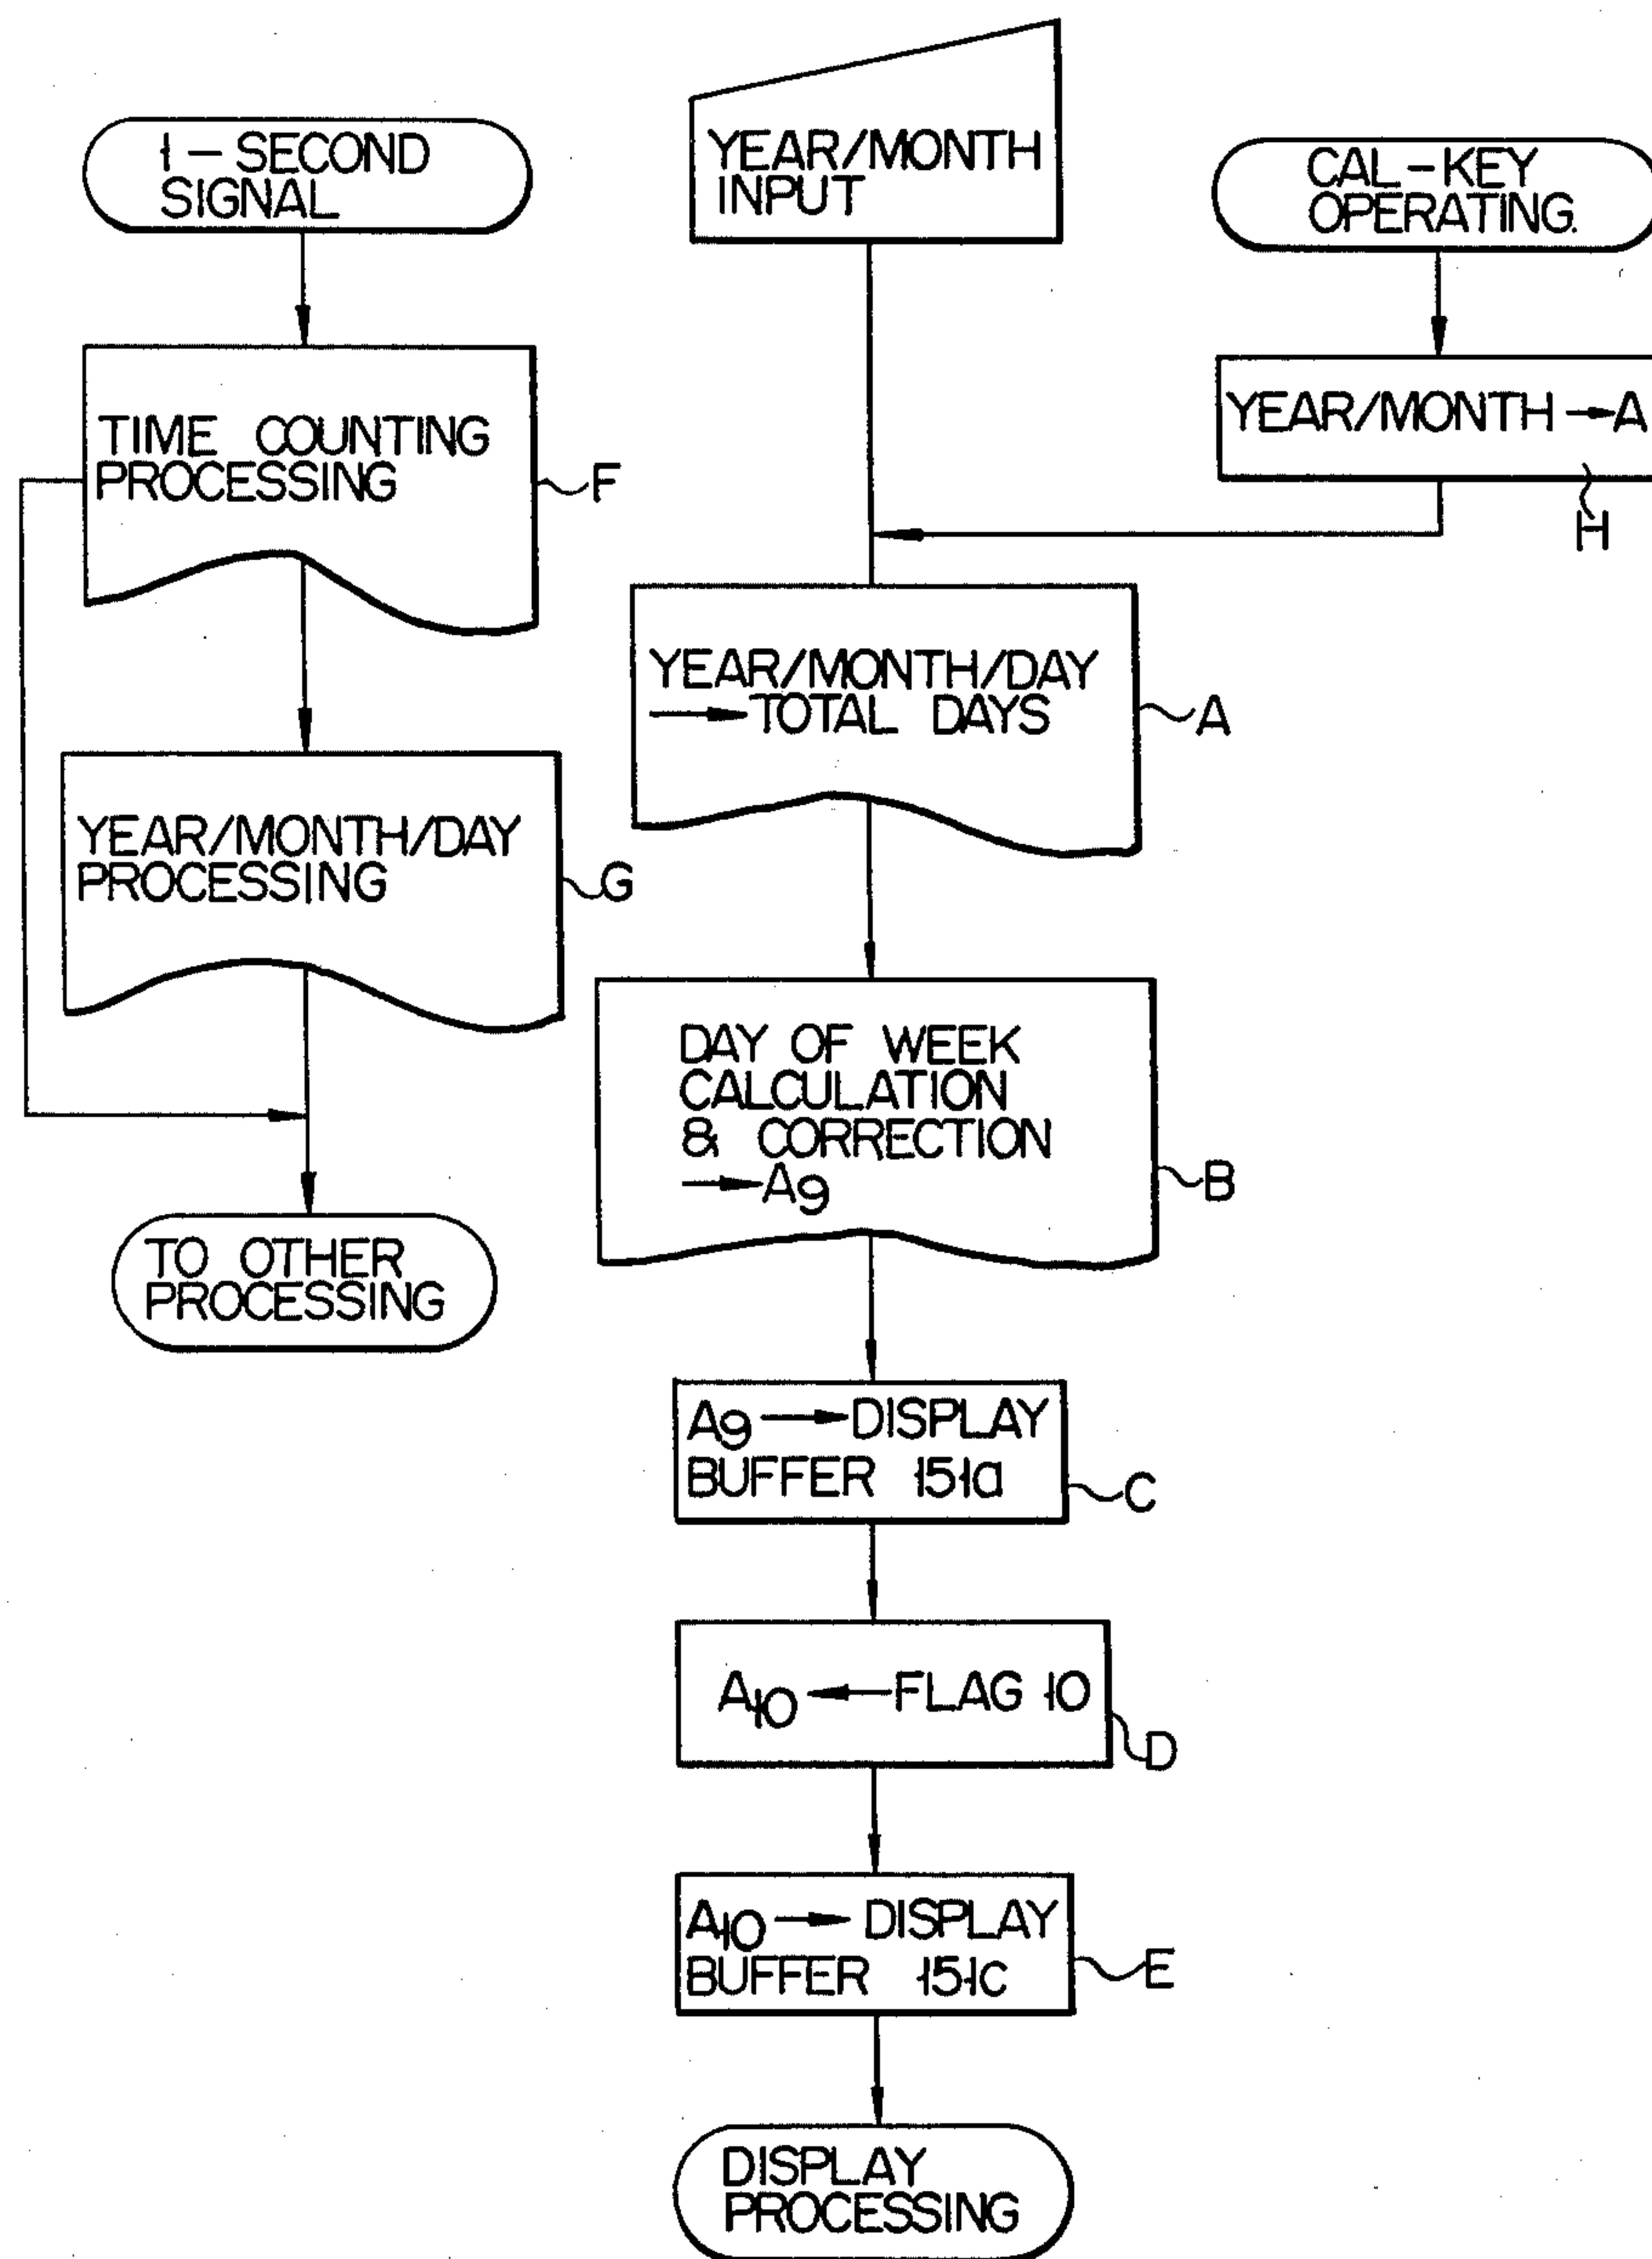 1-SECOND
SIGNAL
TIME COUNTING
PROCESSING
F
YEAR/MONTH/DAY
PROCESSING
G
TO OTHER
PROCESSING
YEAR/MONTH
INPUT
CAL-KEY
OPERATING.
YEAR/MONTH→A
H
YEAR/MONTH/DAY
→TOTAL DAYS
A
DAY OF WEEK
CALCULATION
& CORRECTION
→A9
B
A9→DISPLAY
BUFFER 151a
C
A10←FLAG 10
D
A10→DISPLAY
BUFFER 151c
E
DISPLAY
PROCESSING